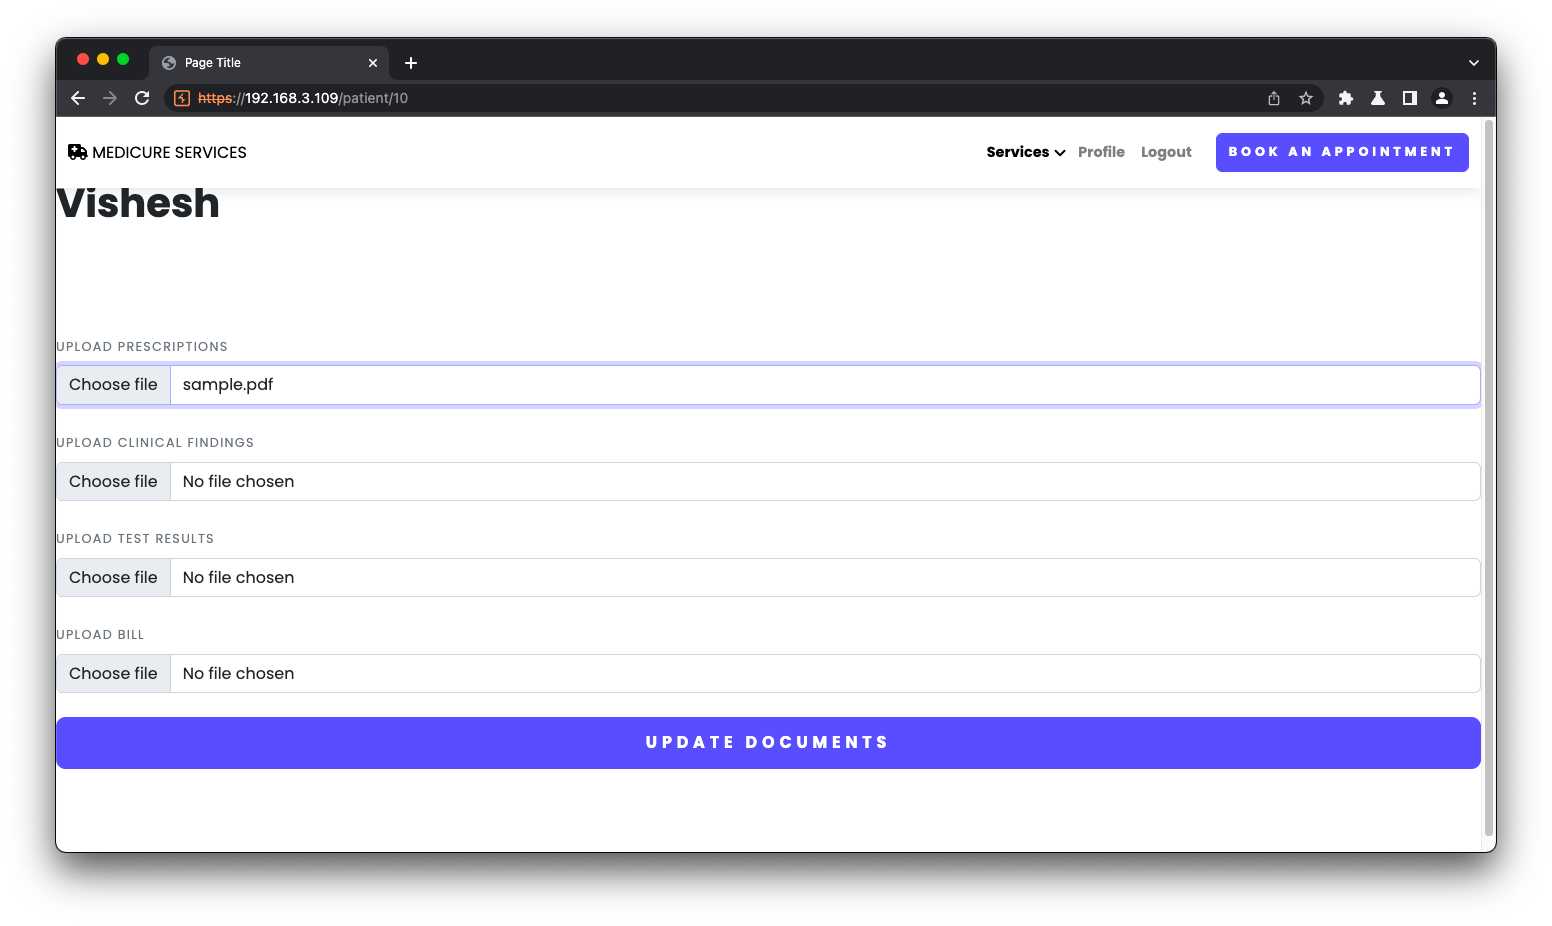 Page Title
https://192.168.3.109/patient/10
MEDICURE SERVICES
Services Profile Logout BOOK AN APPOINTMENT
Vishesh
UPLOAD PRESCRIPTIONS
Choose file sample.pdf
UPLOAD CLINICAL FINDINGS
Choose file No file chosen
UPLOAD TEST RESULTS
Choose file No file chosen
UPLOAD BILL
Choose file No file chosen
UPDATE DOCUMENTS